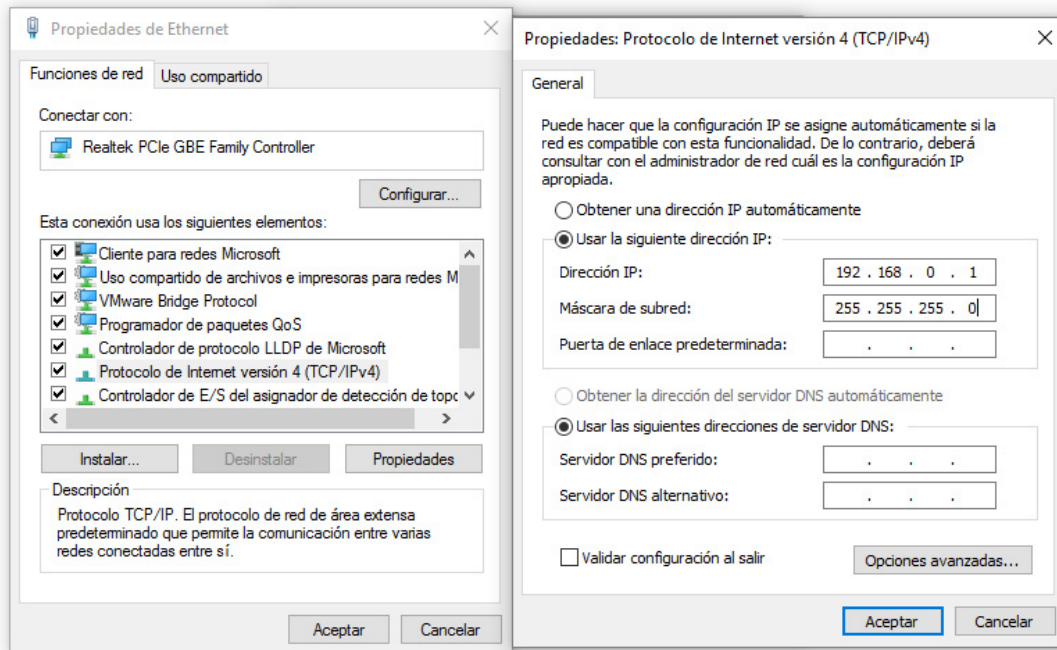 Propiedades de Ethernet
Funciones de red
Uso compartido
Conectar con:
Realtek PCIe GBE Family Controller
Configurar...
Esta conexión usa los siguientes elementos:
Cliente para redes Microsoft
Uso compartido de archivos e impresoras para redes M
VMware Bridge Protocol
Programador de paquetes QoS
Controlador de protocolo LLDP de Microsoft
Protocolo de Internet versión 4 (TCP/IPv4)
Controlador de E/S del asignador de detección de topo
Instalar...
Desinstalar
Propiedades
Descripción
Protocolo TCP/IP. El protocolo de red de área extensa
predeterminado que permite la comunicación entre varias
redes conectadas entre sí.
Aceptar
Cancelar
Propiedades: Protocolo de Internet versión 4 (TCP/IPv4)
General
Puede hacer que la configuración IP se asigne automáticamente si la
red es compatible con esta funcionalidad. De lo contrario, deberá
consultar con el administrador de red cuál es la configuración IP
apropiada.
Obtener una dirección IP automáticamente
Usar la siguiente dirección IP:
Dirección IP: 192 . 168 . 0 . 1
Máscara de subred: 255 . 255 . 255 . 0
Puerta de enlace predeterminada: . . .
Obtener la dirección del servidor DNS automáticamente
Usar las siguientes direcciones de servidor DNS:
Servidor DNS preferido: . . .
Servidor DNS alternativo: . . .
Validar configuración al salir
Opciones avanzadas...
Aceptar
Cancelar